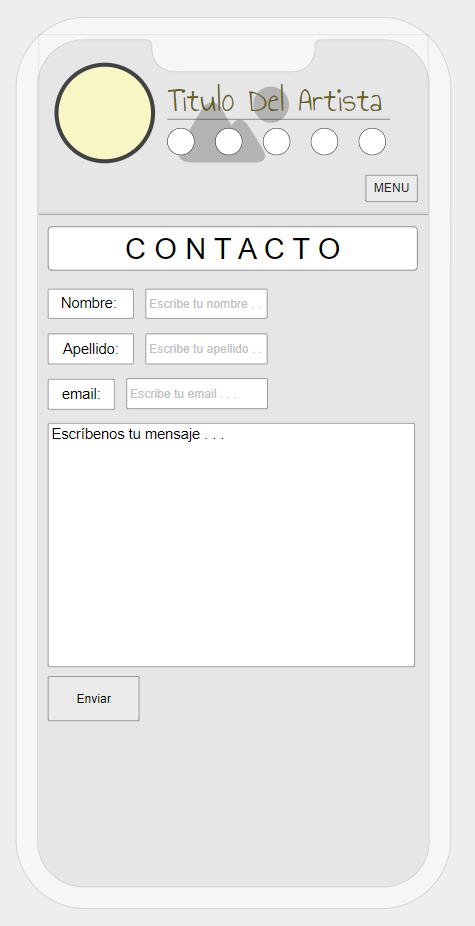 Titulo Del Artista
MENU
CONTACTO
Nombre:
Escribe tu nombre . .
Apellido:
Escribe tu apellido . .
email:
Escribe tu email . . .
Escríbenos tu mensaje . . .
Enviar